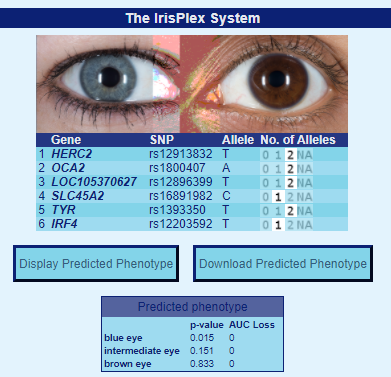 The IrisPlex System
Gene SNP Allele No. of Alleles
1 HERC2 rs12913832 T 0 1 2 NA
2 OCA2 rs1800407 A 0 1 2 NA
3 LOC105370627 rs12896399 T 0 1 2 NA
4 SLC45A2 rs16891982 C 0 1 2 NA
5 TYR rs1393350 T 0 1 2 NA
6 IRF4 rs12203592 T 0 1 2 NA
Display Predicted Phenotype Download Predicted Phenotype
Predicted phenotype
p-value AUC Loss
blue eye 0.015 0
intermediate eye 0.151 0
brown eye 0.833 0